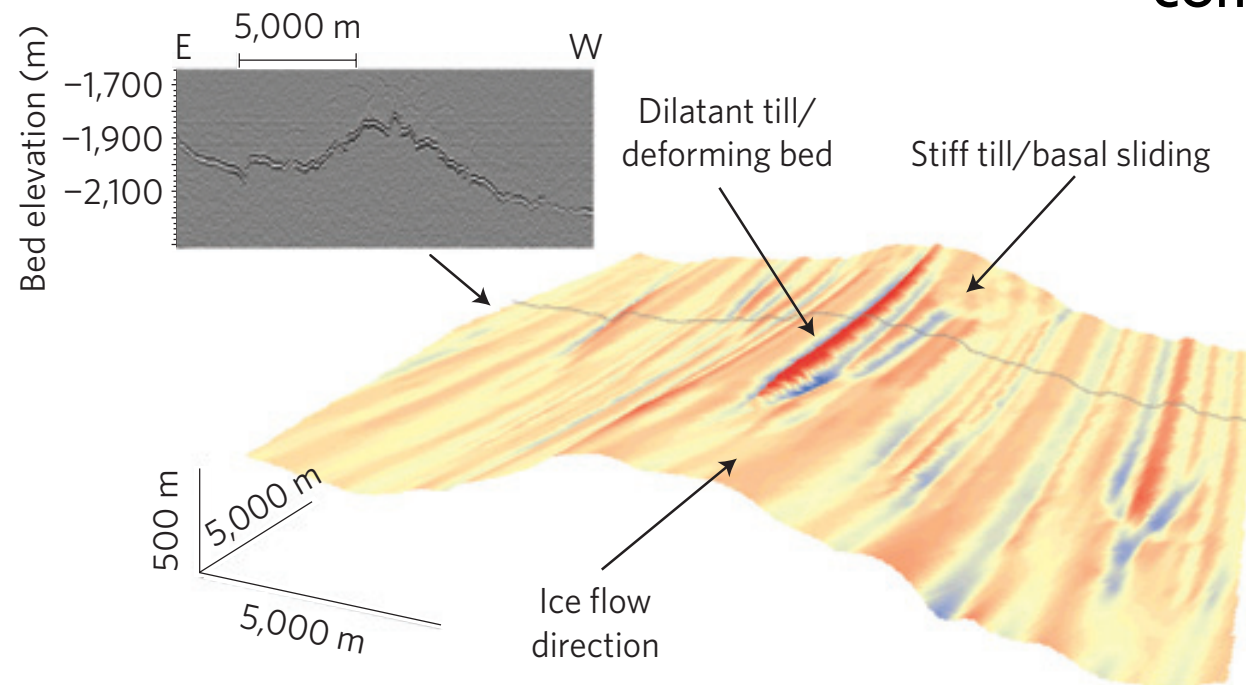 5,000 m
E
W
Bed elevation (m)
−1,700
−1,900
−2,100
Dilatant till/
deforming bed
Stiff till/basal sliding
500 m
5,000 m
5,000 m
Ice flow
direction